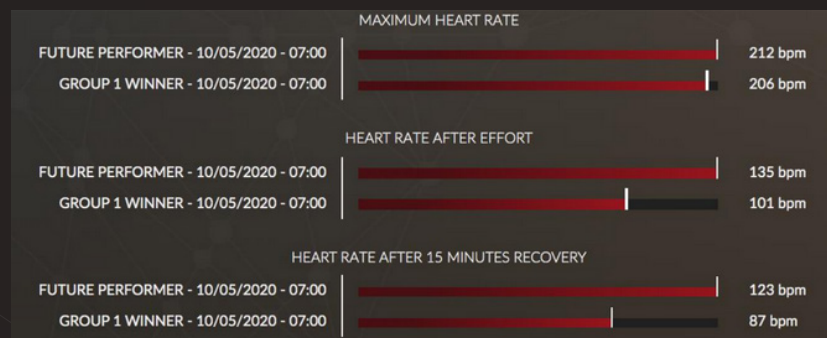 MAXIMUM HEART RATE
FUTURE PERFORMER - 10/05/2020 - 07:00 212 bpm
GROUP 1 WINNER - 10/05/2020 - 07:00 206 bpm
HEART RATE AFTER EFFORT
FUTURE PERFORMER - 10/05/2020 - 07:00 135 bpm
GROUP 1 WINNER - 10/05/2020 - 07:00 101 bpm
HEART RATE AFTER 15 MINUTES RECOVERY
FUTURE PERFORMER - 10/05/2020 - 07:00 123 bpm
GROUP 1 WINNER - 10/05/2020 - 07:00 87 bpm